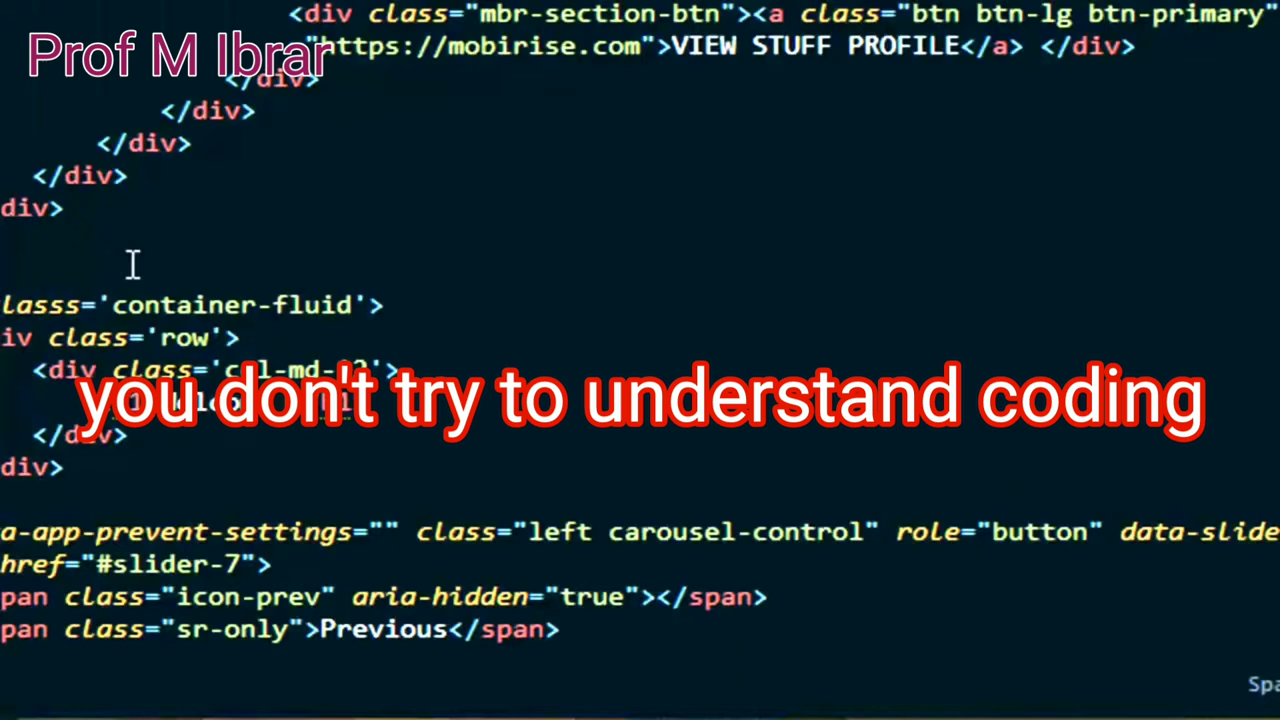 <div class="mbr-section-btn"><a class="btn btn-lg btn-primary"
Prof M Ibrar
"https://mobirise.com">VIEW STUFF PROFILE</a> </div>
</div>
</div>
</div>
</div>
div>
lasss='container-fluid'>
iv class='row'>
<div class=
you don't try to understand coding
</div>
div>
a-app-prevent-settings="" class="left carousel-control" role="button" data-slide
href="#slider-7">
pan class="icon-prev" aria-hidden="true"></span>
pan class="sr-only">Previous</span>
Spa